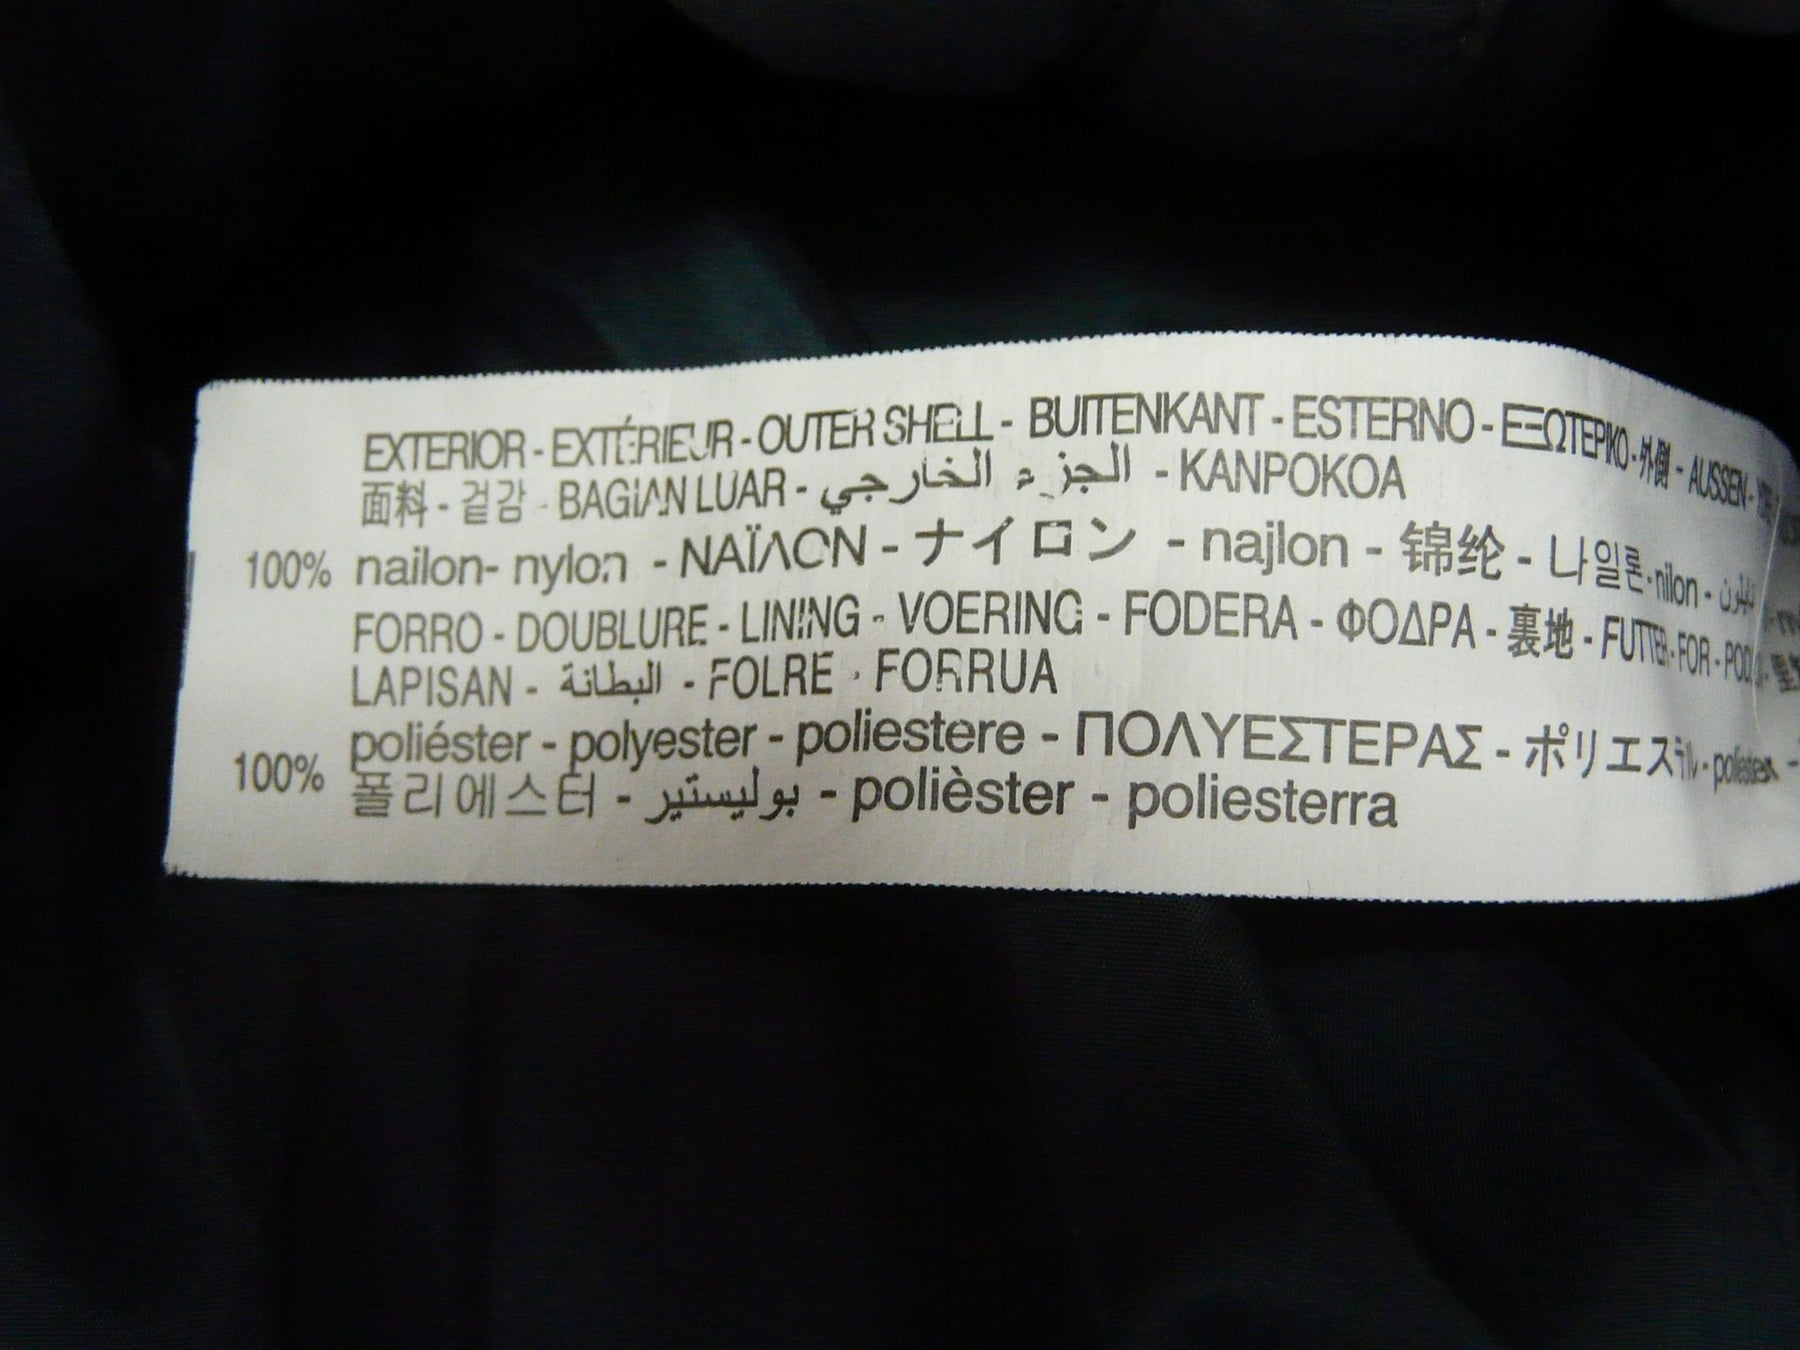 EXTERIOR - EXTÉRIEUR - OUTER SHELL - BUITENKANT - ESTERNO - ΕΞΩΤΕΡΙΚΟ - 外側 - AUSSEN -
面料 - 겉감 - BAGIAN LUAR - الجزء الخارجي - KANPOKOA
100% nailon- nylon - ΝΑΪΛΟΝ - ナイロン - najlon - 锦纶 - 나일론 - nilon - نايلون
FORRO - DOUBLURE - LINING - VOERING - FODERA - ΦΟΔΡΑ - 裏地 - FUTTER - FOR -
LAPISAN - البطانة - FOLRE - FORRUA
100% poliéster - polyester - poliestere - ΠΟΛΥΕΣΤΕΡΑΣ - ポリエステル -
폴리에스터 - بوليستير - polièster - poliesterra